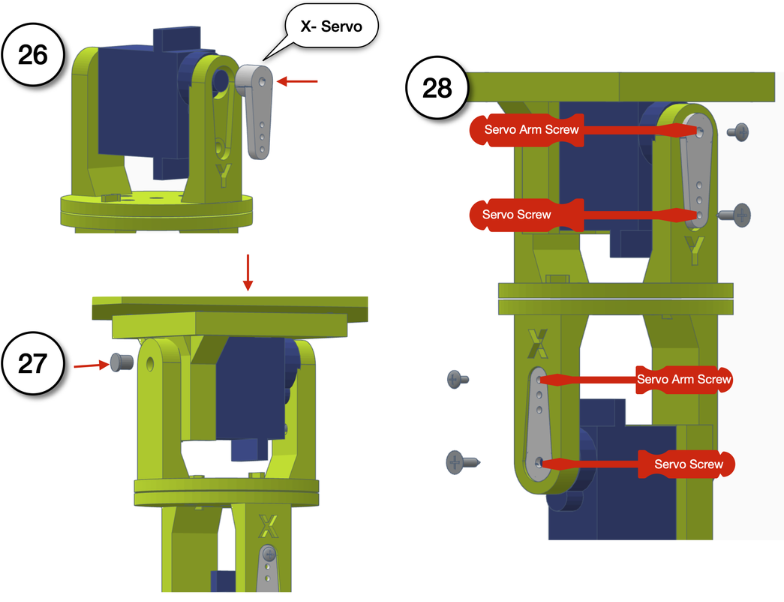 26
X- Servo
Y
27
X
28
Servo Arm Screw
Servo Screw
Y
X
Servo Arm Screw
Servo Screw